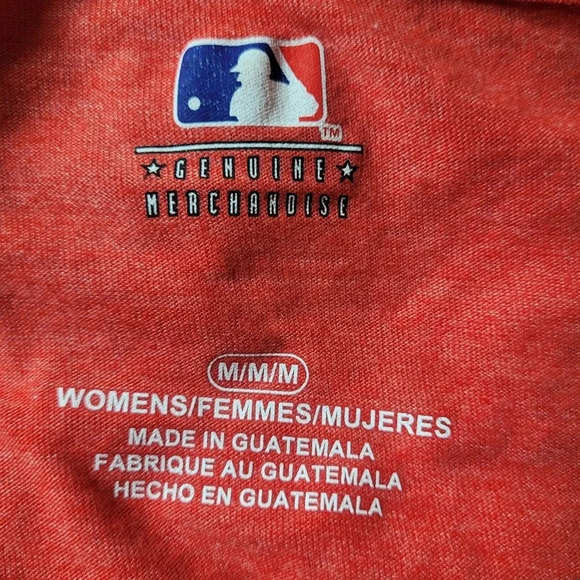 TM
GENUINE
MERCHANDISE
M/M/M
WOMENS/FEMMES/MUJERES
MADE IN GUATEMALA
FABRIQUE AU GUATEMALA
HECHO EN GUATEMALA